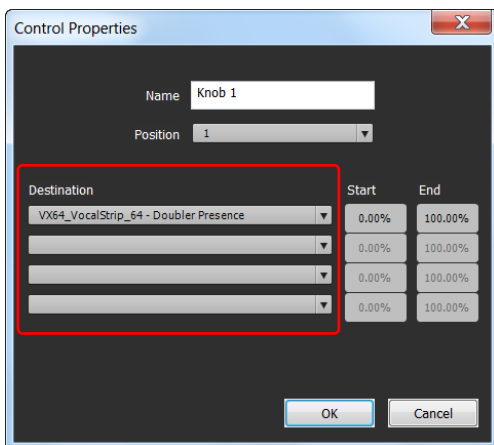 Control Properties
X
Name Knob 1
Position 1
Destination Start End
VX64_VocalStrip_64 - Doubler Presence 0.00% 100.00%
0.00% 100.00%
0.00% 100.00%
0.00% 100.00%
OK Cancel